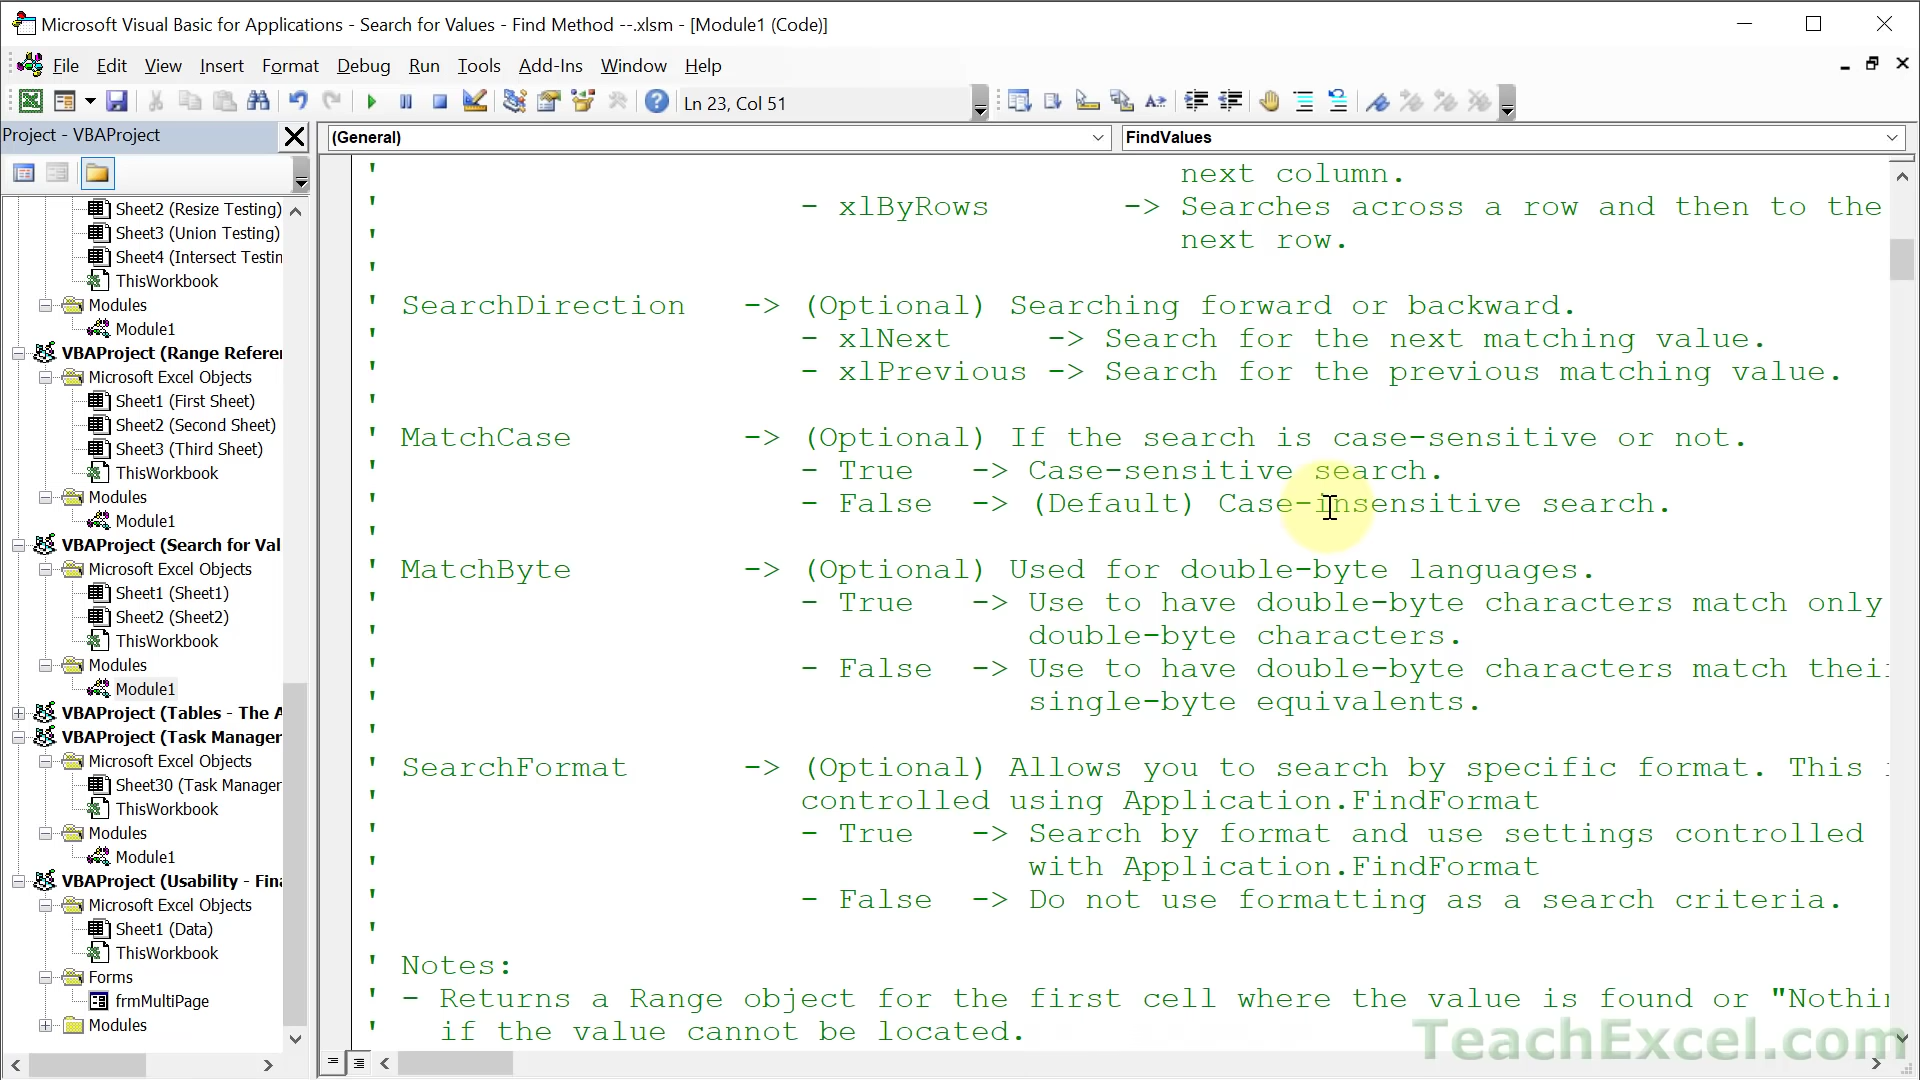 Microsoft Visual Basic for Applications - Search for Values - Find Method --.xlsm - [Module1 (Code)]
File Edit View Insert Format Debug Run Tools Add-Ins Window Help
Ln 23, Col 51
Project - VBAProject
(General)
FindValues
Sheet2 (Resize Testing)
Sheet3 (Union Testing)
Sheet4 (Intersect Testin
ThisWorkbook
Modules
Module1
VBAProject (Range Refere
Microsoft Excel Objects
Sheet1 (First Sheet)
Sheet2 (Second Sheet)
Sheet3 (Third Sheet)
ThisWorkbook
Modules
Module1
VBAProject (Search for Val
Microsoft Excel Objects
Sheet1 (Sheet1)
Sheet2 (Sheet2)
ThisWorkbook
Modules
Module1
VBAProject (Tables - The A
VBAProject (Task Manager
Microsoft Excel Objects
Sheet30 (Task Manager
ThisWorkbook
Modules
Module1
VBAProject (Usability - Fina
Microsoft Excel Objects
Sheet1 (Data)
ThisWorkbook
Forms
frmMultiPage
Modules
' next column.
' - xlByRows -> Searches across a row and then to the
' next row.
'
' SearchDirection -> (Optional) Searching forward or backward.
' - xlNext -> Search for the next matching value.
' - xlPrevious -> Search for the previous matching value.
'
' MatchCase -> (Optional) If the search is case-sensitive or not.
' - True -> Case-sensitive search.
' - False -> (Default) Case-insensitive search.
'
' MatchByte -> (Optional) Used for double-byte languages.
' - True -> Use to have double-byte characters match only
' double-byte characters.
' - False -> Use to have double-byte characters match their
' single-byte equivalents.
'
' SearchFormat -> (Optional) Allows you to search by specific format. This
' controlled using Application.FindFormat
' - True -> Search by format and use settings controlled
' with Application.FindFormat
' - False -> Do not use formatting as a search criteria.
'
' Notes:
' - Returns a Range object for the first cell where the value is found or "Nothin
' if the value cannot be located.
TeachExcel.com